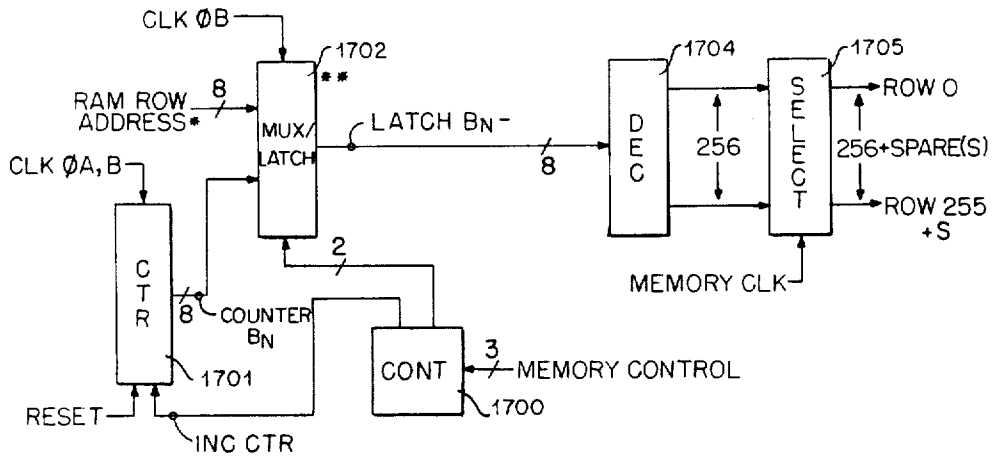 CLK ØB
1702
**
1704
1705
8
RAM ROW
ADDRESS*
MUX/
LATCH
LATCH BN-
8
DEC
256
SELECT
ROW 0
256+SPARE(S)
ROW 255
+S
CLK ØA, B
CTR
8
COUNTER
BN
2
MEMORY CLK
CONT
3
MEMORY CONTROL
1701
1700
RESET
INC CTR